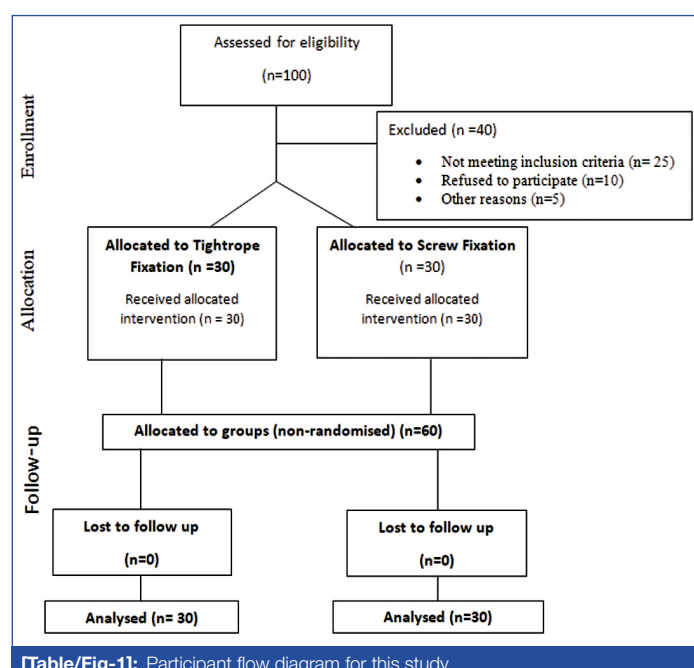 Assessed for eligibility
(n=100)
Enrollment
Excluded (n =40)
• Not meeting inclusion criteria (n= 25)
• Refused to participate (n=10)
• Other reasons (n=5)
Allocation
Allocated to Tightrope
Fixation (n =30)
Received allocated
intervention (n = 30)
Allocated to Screw Fixation
(n =30)
Received allocated
intervention (n =30)
Follow-up
Allocated to groups (non-randomised) (n=60)
Lost to follow up
(n=0)
Lost to follow up
(n=0)
Analysed (n= 30)
Analysed (n=30)
[Table/Fig-1]: Participant flow diagram for this study